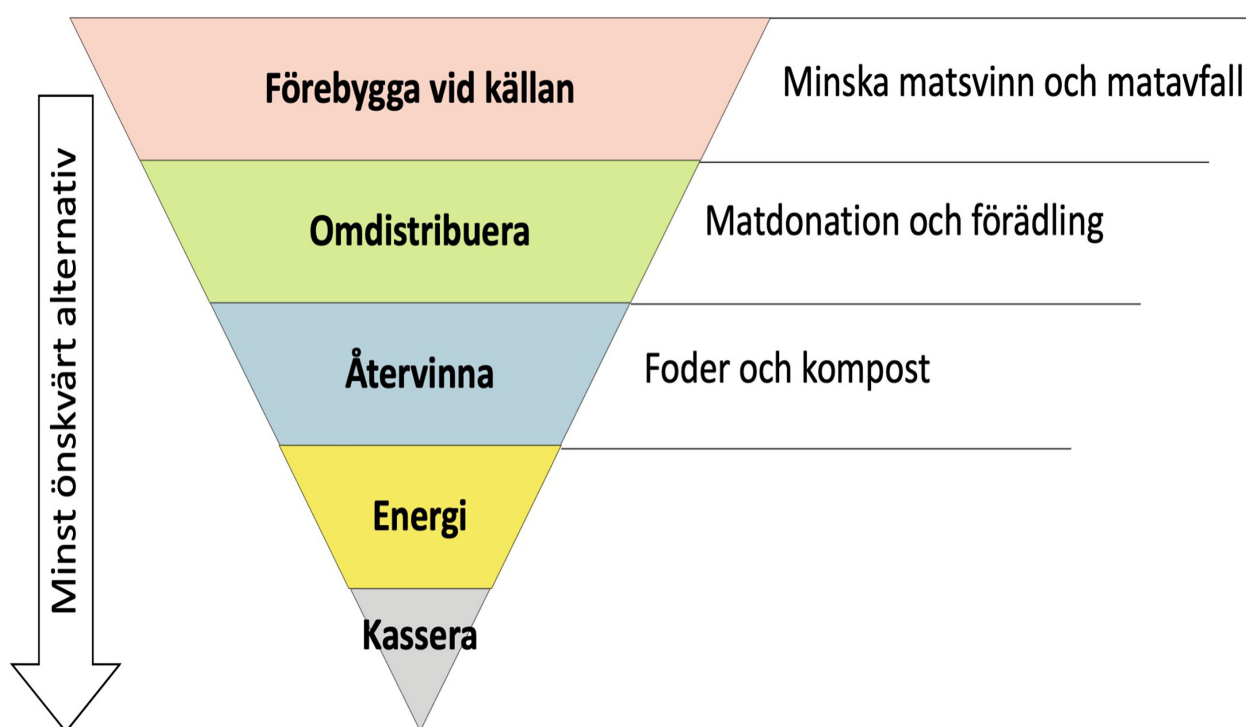 Förebygga vid källan
Minska matsvinn och matavfall
Omdistribuera
Matdonation och förädling
Återvinna
Foder och kompost
Energi
Kassera
Minst önskvärt alternativ